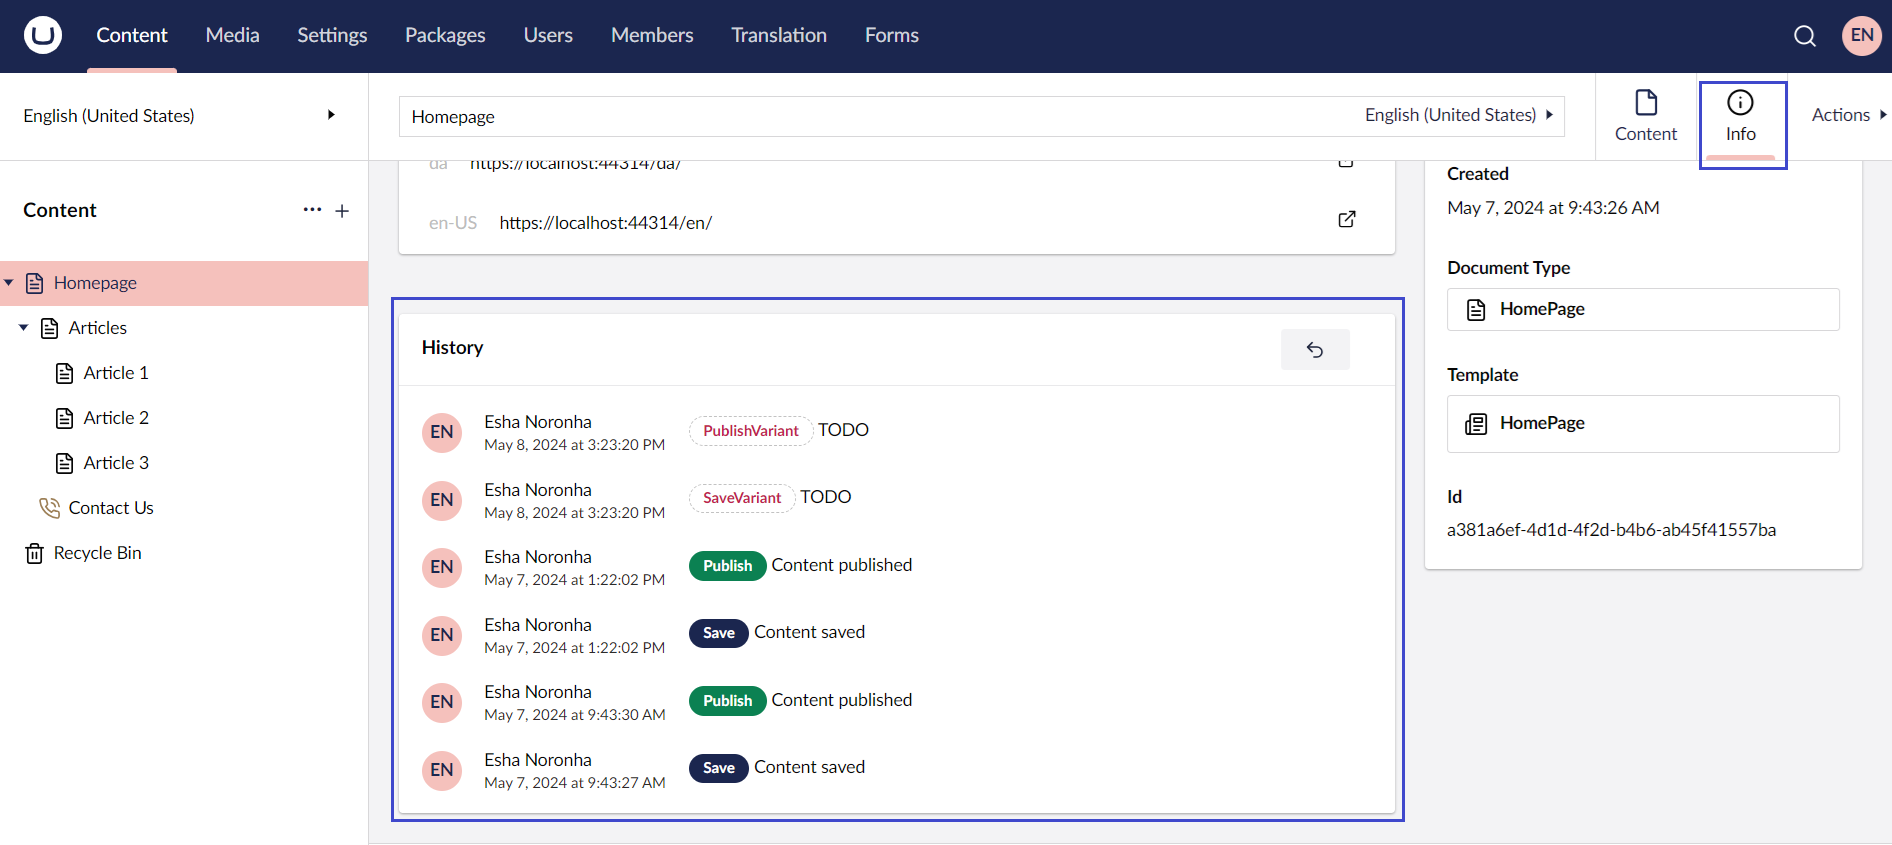 Content Media Settings Packages Users Members Translation Forms EN
English (United States)
Homepage English (United States)
Content
Info
Actions
da https://localhost:44314/da/
en-US https://localhost:44314/en/
Content
Homepage
Articles
Article 1
Article 2
Article 3
Contact Us
Recycle Bin
History
EN Esha Noronha
May 8, 2024 at 3:23:20 PM
PublishVariant TODO
EN Esha Noronha
May 8, 2024 at 3:23:20 PM
SaveVariant TODO
EN Esha Noronha
May 7, 2024 at 1:22:02 PM
Publish Content published
EN Esha Noronha
May 7, 2024 at 1:22:02 PM
Save Content saved
EN Esha Noronha
May 7, 2024 at 9:43:30 AM
Publish Content published
EN Esha Noronha
May 7, 2024 at 9:43:27 AM
Save Content saved
Created
May 7, 2024 at 9:43:26 AM
Document Type
HomePage
Template
HomePage
Id
a381a6ef-4d1d-4f2d-b4b6-ab45f41557ba